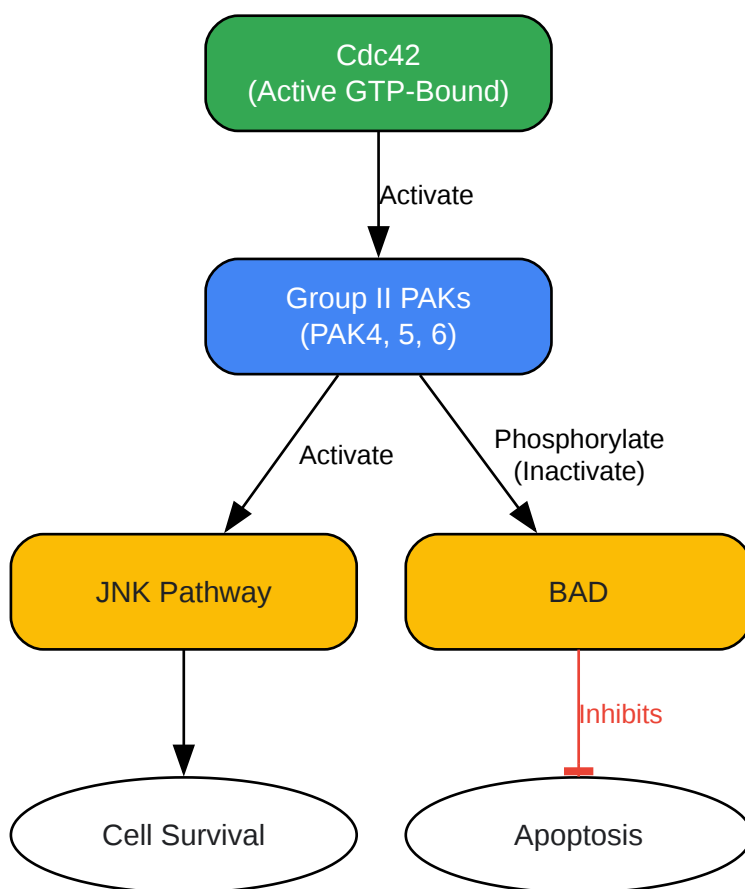 Cdc42
(Active GTP-Bound)
Activate
Group II PAKs
(PAK4, 5, 6)
Activate
Phosphorylate
(Inactivate)
JNK Pathway
BAD
Inhibits
Cell Survival
Apoptosis